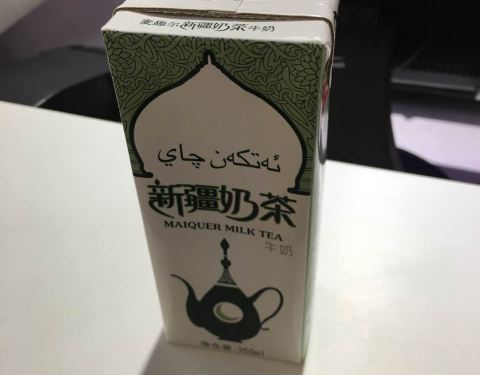 麦趣尔新疆奶茶牛奶
ئەتكەن چاي
新疆奶茶
MAIQUER MILK TEA
牛奶
净含量:250ml